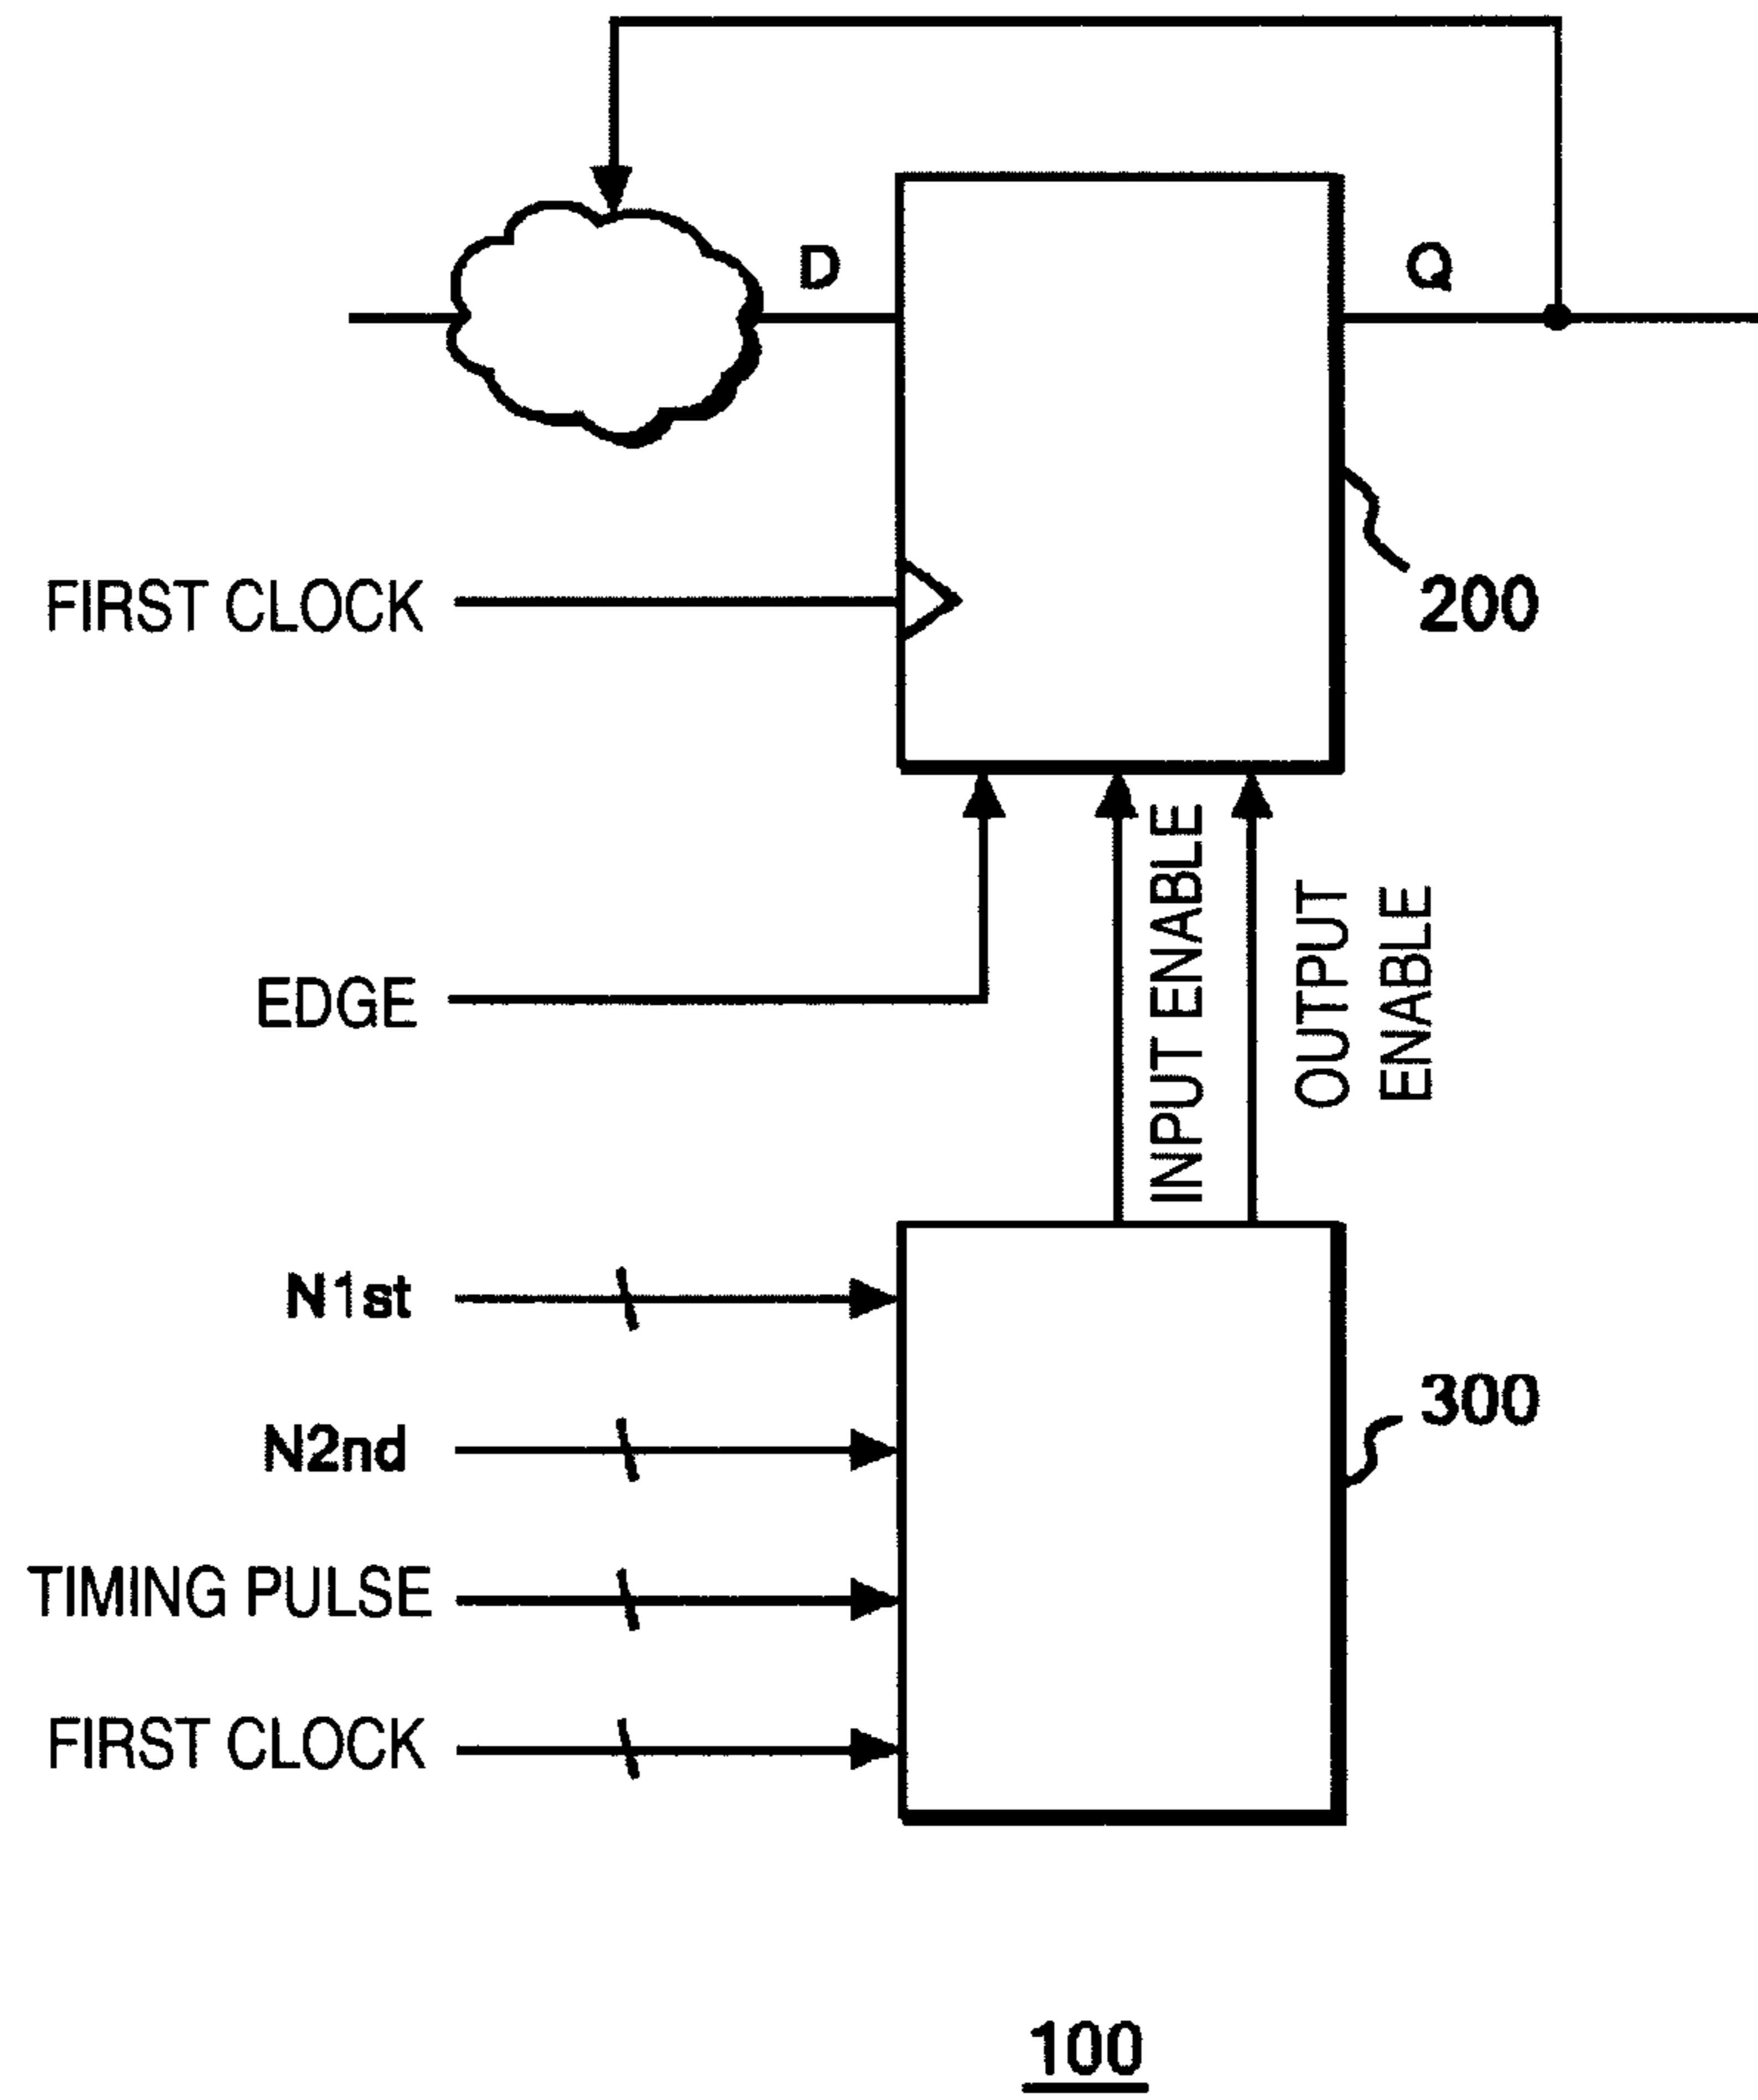 D
Q
FIRST CLOCK
200
INPUT ENABLE
OUTPUT
ENABLE
EDGE
N1st
300
N2nd
TIMING PULSE
FIRST CLOCK
100